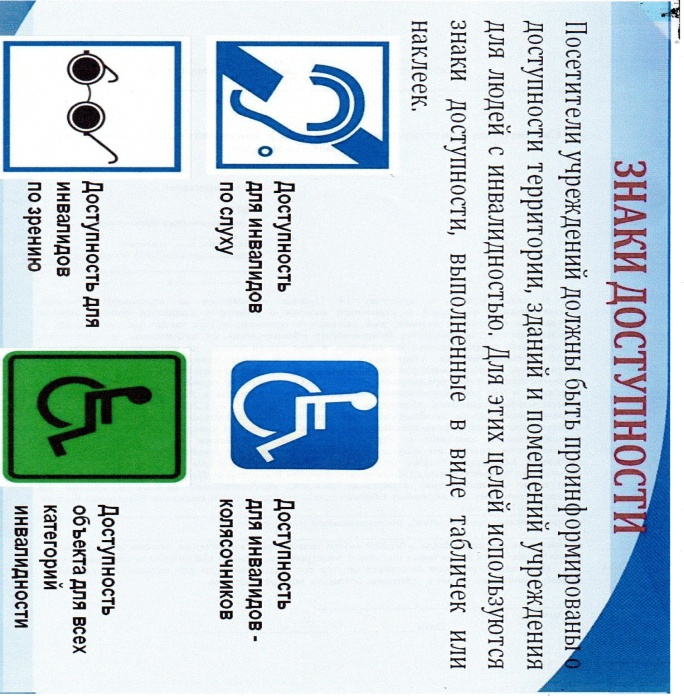 ЗНАКИ ДОСТУПНОСТИ
Посетители учреждений должны быть проинформированы о
доступности территории, зданий и помещений учреждения
для людей с инвалидностью. Для этих целей используются
знаки доступности, выполненные в виде табличек или
наклеек.
Доступность
для инвалидов
по слуху
Доступность
для инвалидов -
колясочников
Доступность для
инвалидов
по зрению
Доступность
объекта для всех
категорий
инвалидности